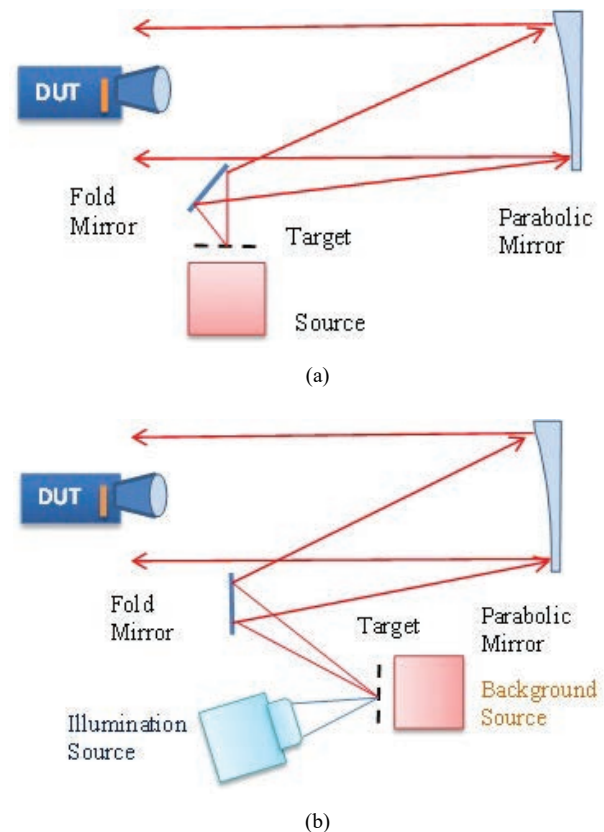 DUT
Fold
Mirror
Target
Parabolic
Mirror
Source
(a)
DUT
Fold
Mirror
Target
Parabolic
Mirror
Illumination
Source
Background
Source
(b)